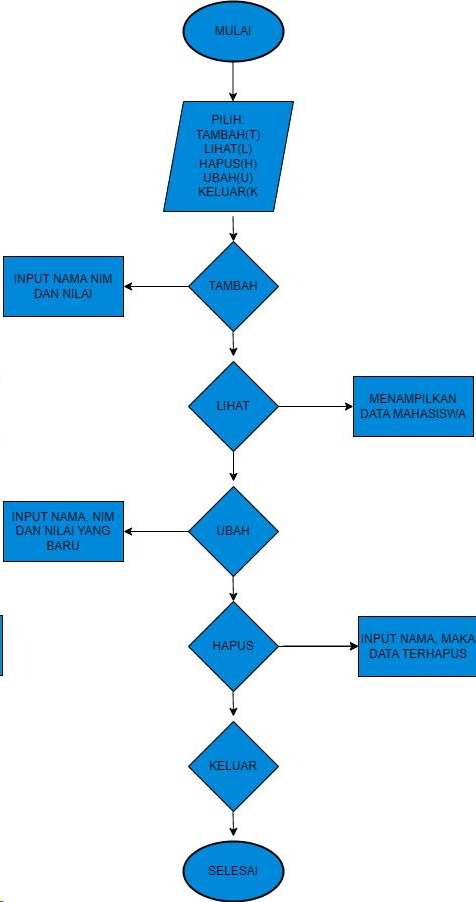 MULAI
PILIH:
TAMBAH(T)
LIHAT(L)
HAPUS(H)
UBAH(U)
KELUAR(K
INPUT NAMA NIM
DAN NILAI
TAMBAH
LIHAT
MENAMPILKAN
DATA MAHASISWA
INPUT NAMA, NIM
DAN NILAI YANG
BARU
UBAH
HAPUS
INPUT NAMA, MAKA
DATA TERHAPUS
KELUAR
SELESAI